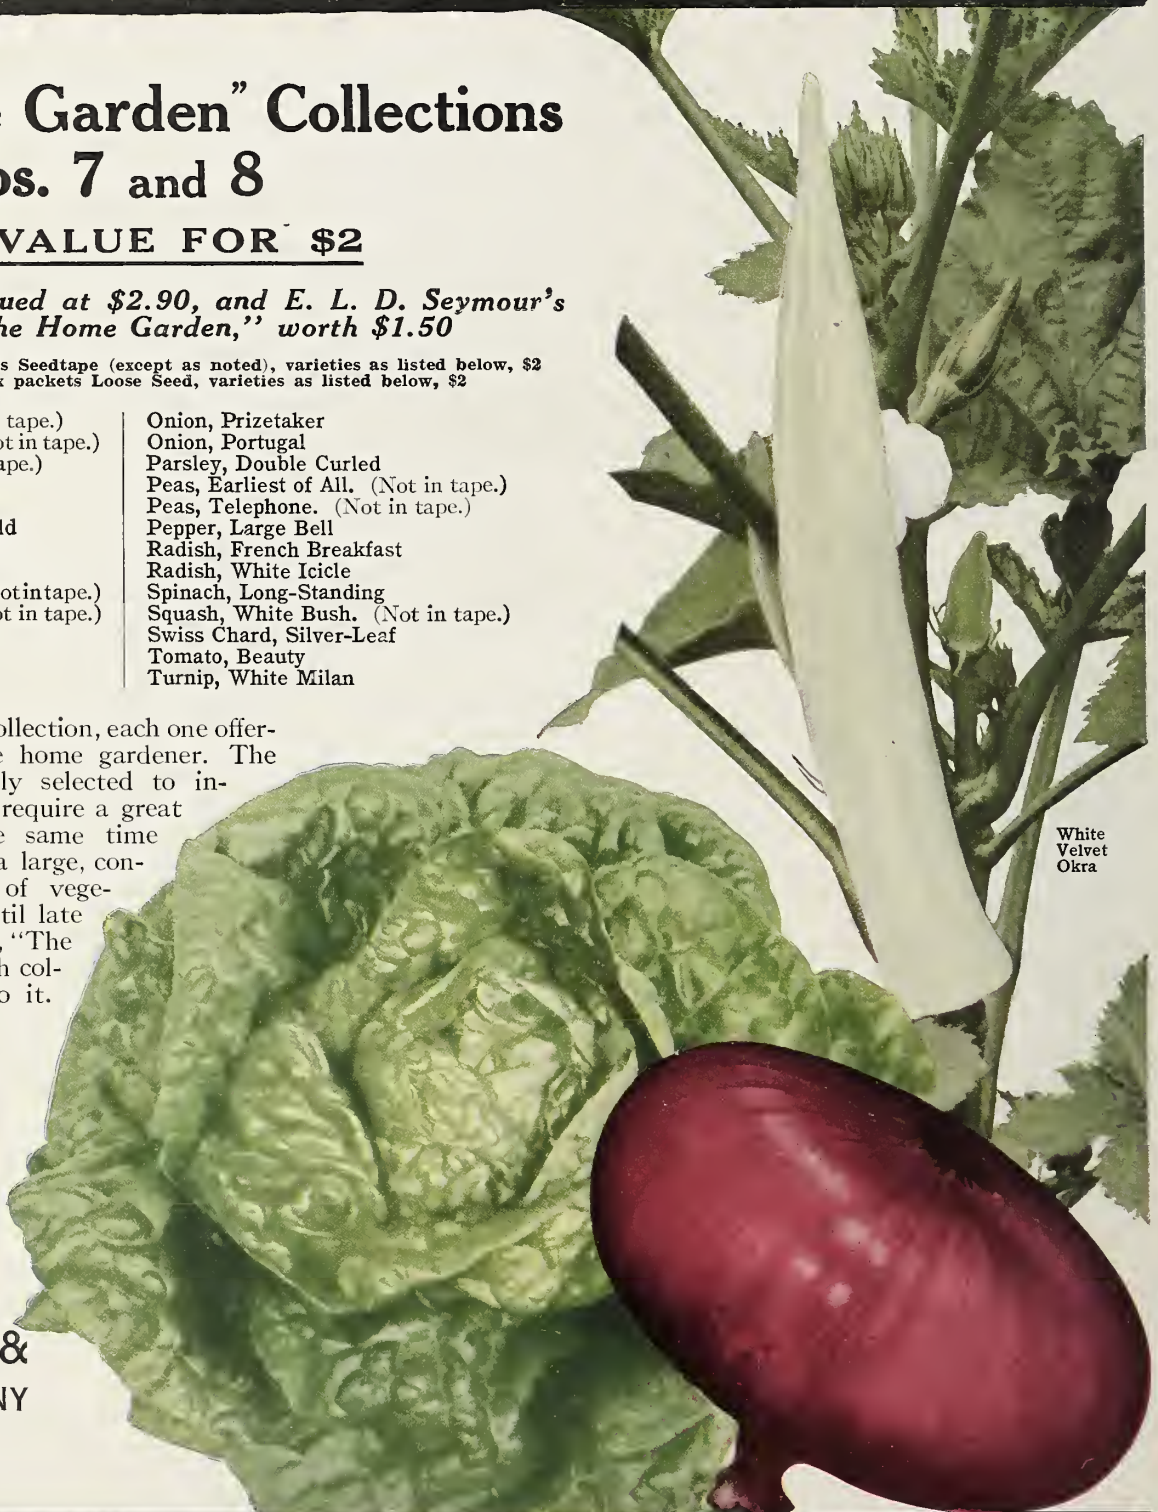 Garden” Collections
os. 7 and 8
VALUE FOR $2
ued at $2.90, and E. L. D. Seymour’s
he Home Garden,” worth $1.50
s Seedtape (except as noted), varieties as listed below, $2
packets Loose Seed, varieties as listed below, $2
tape.)
ot in tape.)
ape.)
ld
ot in tape.)
ot in tape.)
Onion, Prizetaker
Onion, Portugal
Parsley, Double Curled
Peas, Earliest of All. (Not in tape.)
Peas, Telephone. (Not in tape.)
Pepper, Large Bell
Radish, French Breakfast
Radish, White Icicle
Spinach, Long-Standing
Squash, White Bush. (Not in tape.)
Swiss Chard, Silver-Leaf
Tomato, Beauty
Turnip, White Milan
ollection, each one offer-
e home gardener. The
ly selected to in-
require a great
e same time
a large, con-
of vege-
til late
, “The
h col-
o it.
White
Velvet
Okra
&
NY